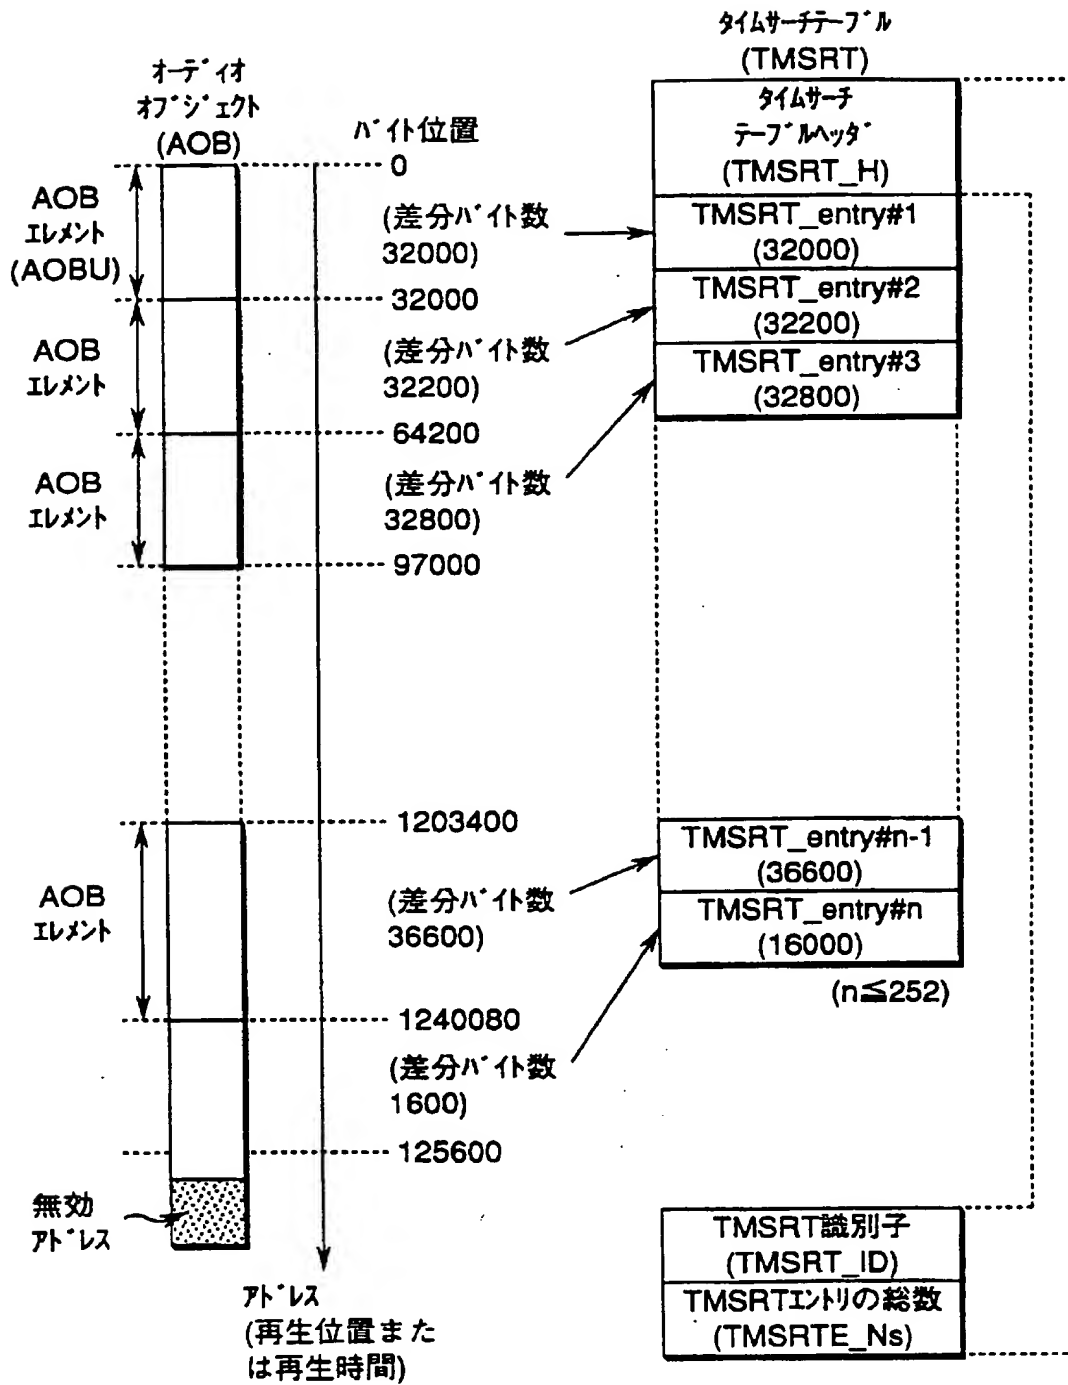 タイムサーチテーブル
(TMSRT)
オーディオ
オブジェクト
(AOB)
バイト位置
タイムサーチ
テーブルヘッダ
(TMSRT_H)
0
AOB
エレメント
(AOBU)
(差分バイト数
32000)
TMSRT_entry#1
(32000)
32000
TMSRT_entry#2
(32200)
AOB
エレメント
(差分バイト数
32200)
TMSRT_entry#3
(32800)
64200
AOB
エレメント
(差分バイト数
32800)
97000
1203400
TMSRT_entry#n-1
(36600)
AOB
エレメント
(差分バイト数
36600)
TMSRT_entry#n
(16000)
(n≦252)
1240080
(差分バイト数
1600)
125600
無効
アドレス
TMSRT識別子
(TMSRT_ID)
TMSRTエントリの総数
(TMSRTE_Ns)
アドレス
(再生位置また
は再生時間)